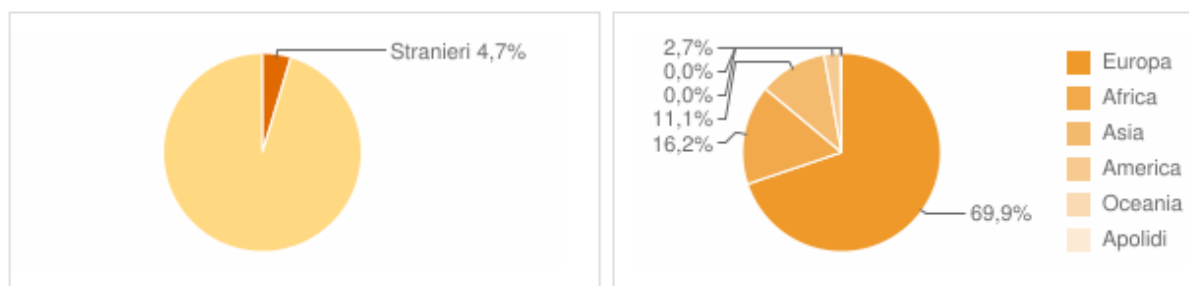 Stranieri 4,7%
2,7%
0,0%
0,0%
11,1%
16,2%
69,9%
Europa
Africa
Asia
America
Oceania
Apolidi